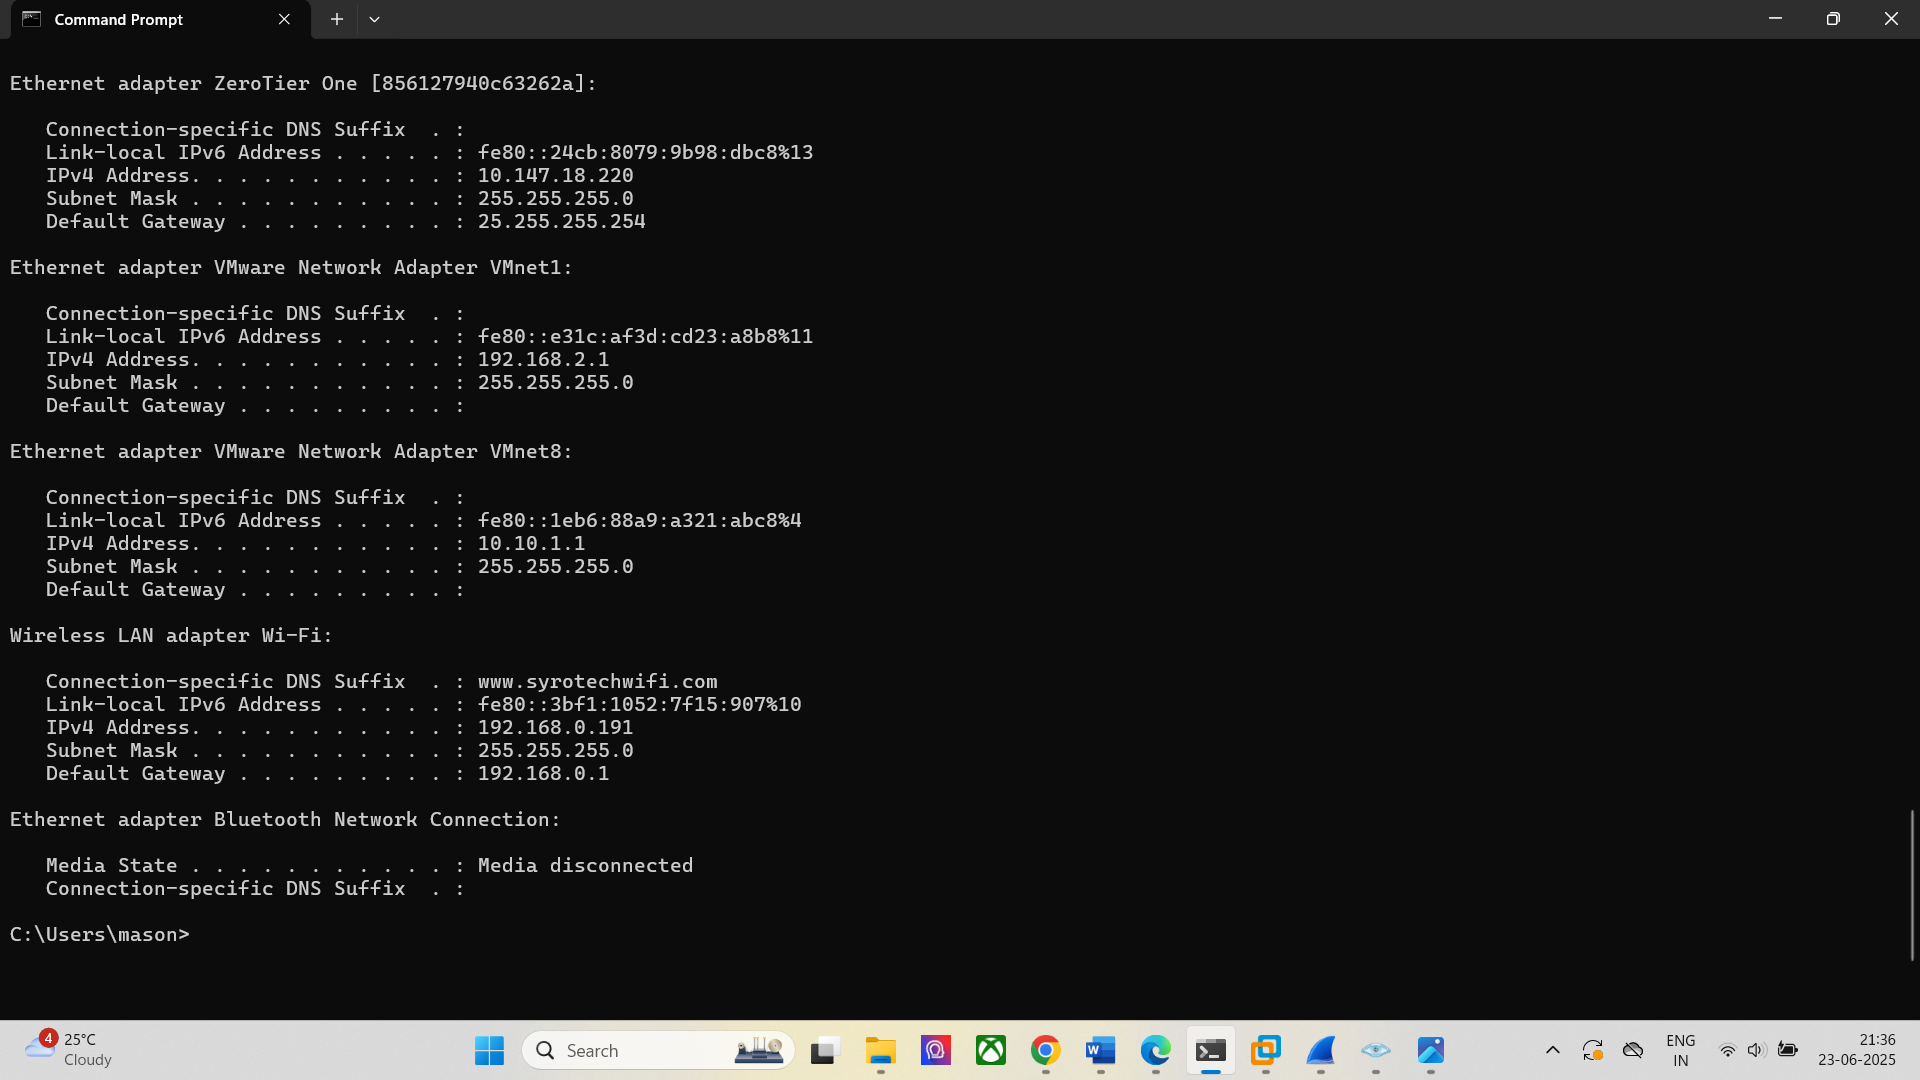 Command Prompt
Ethernet adapter ZeroTier One [856127940c63262a]:
Connection-specific DNS Suffix  . :
Link-local IPv6 Address . . . . . : fe80::24cb:8079:9b98:dbc8%13
IPv4 Address. . . . . . . . . . . : 10.147.18.220
Subnet Mask . . . . . . . . . . . : 255.255.255.0
Default Gateway . . . . . . . . . : 25.255.255.254
Ethernet adapter VMware Network Adapter VMnet1:
Connection-specific DNS Suffix  . :
Link-local IPv6 Address . . . . . : fe80::e31c:af3d:cd23:a8b8%11
IPv4 Address. . . . . . . . . . . : 192.168.2.1
Subnet Mask . . . . . . . . . . . : 255.255.255.0
Default Gateway . . . . . . . . . :
Ethernet adapter VMware Network Adapter VMnet8:
Connection-specific DNS Suffix  . :
Link-local IPv6 Address . . . . . : fe80::1eb6:88a9:a321:abc8%4
IPv4 Address. . . . . . . . . . . : 10.10.1.1
Subnet Mask . . . . . . . . . . . : 255.255.255.0
Default Gateway . . . . . . . . . :
Wireless LAN adapter Wi-Fi:
Connection-specific DNS Suffix  . : www.syrotechwifi.com
Link-local IPv6 Address . . . . . : fe80::3bf1:1052:7f15:907%10
IPv4 Address. . . . . . . . . . . : 192.168.0.191
Subnet Mask . . . . . . . . . . . : 255.255.255.0
Default Gateway . . . . . . . . . : 192.168.0.1
Ethernet adapter Bluetooth Network Connection:
Media State . . . . . . . . . . . : Media disconnected
Connection-specific DNS Suffix  . :
C:\Users\mason>
4
25°C
Cloudy
Search
W
ENG
IN
21:36
23-06-2025